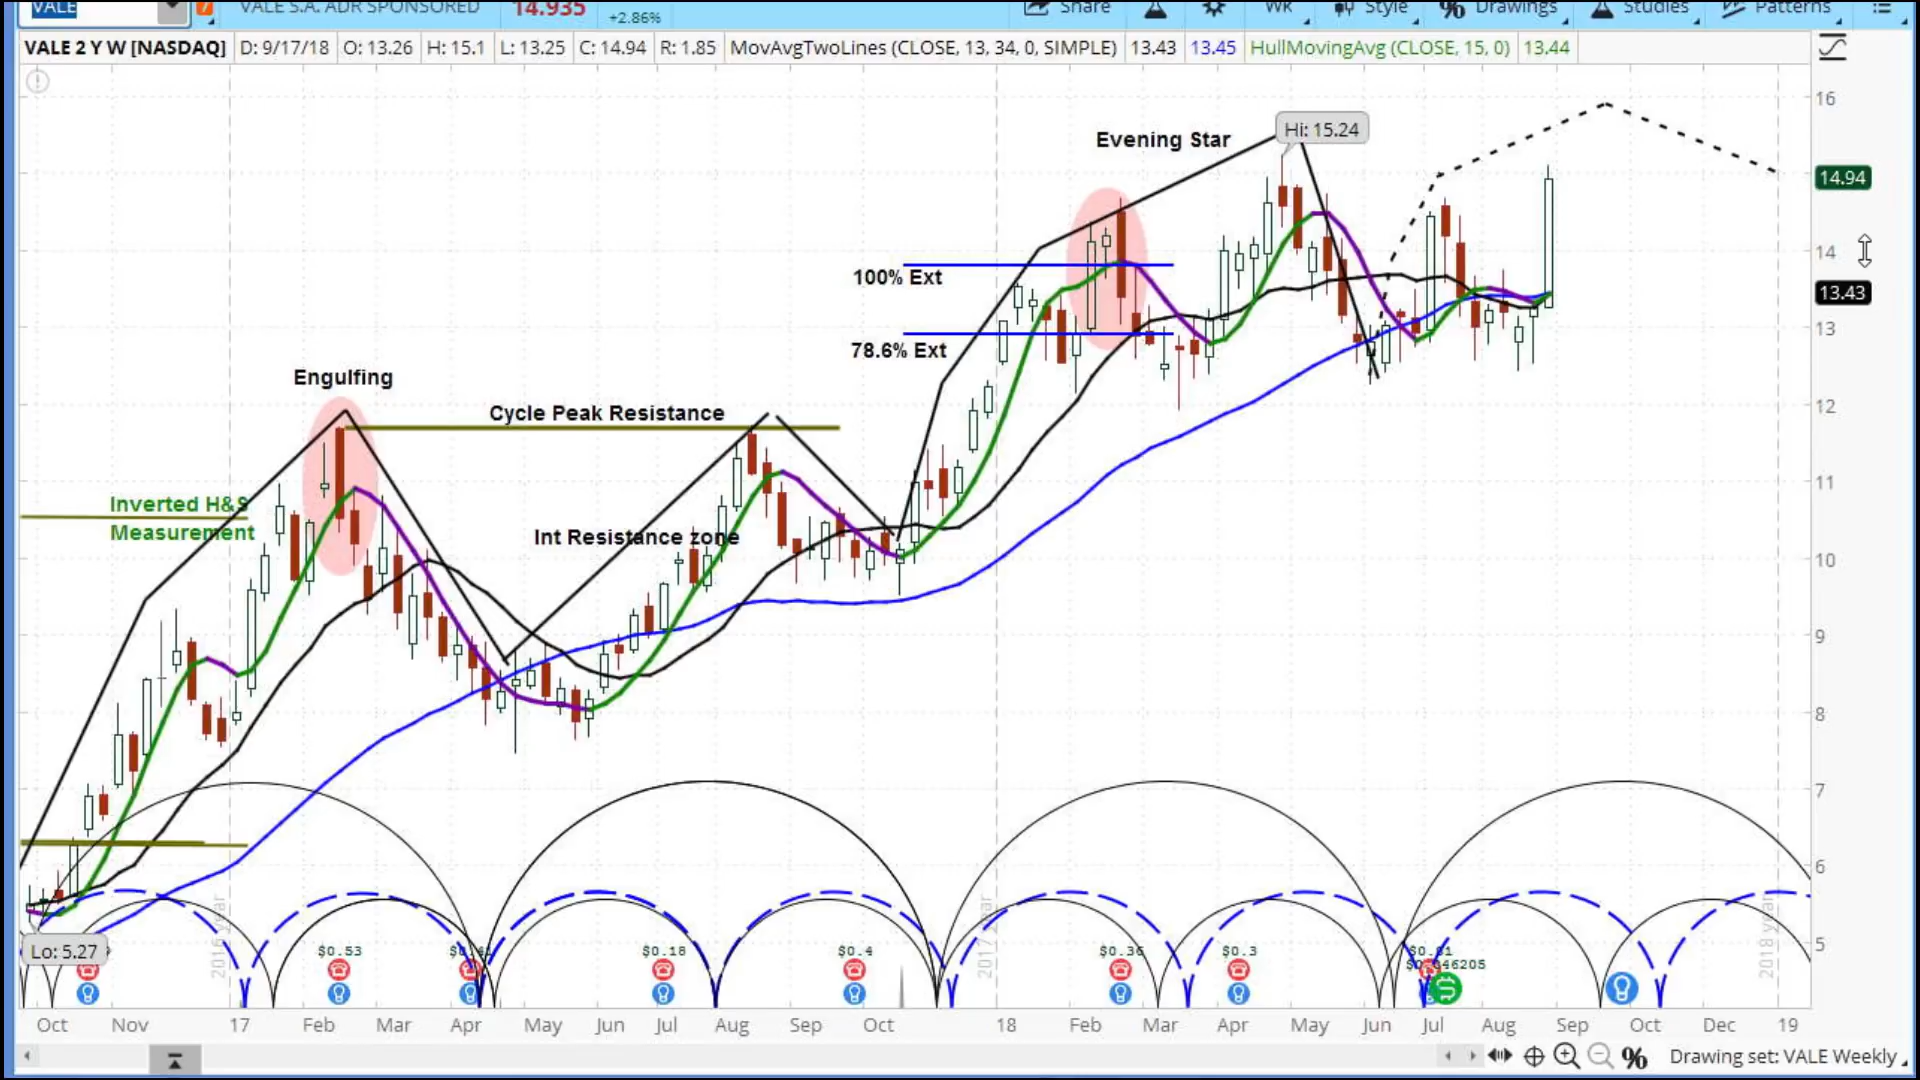 VALE VALE S.A. ADR SPONSORED 14.935 +2.86% Share Wk Style Drawings Studies Patterns
VALE 2 Y W [NASDAQ] D: 9/17/18 O: 13.26 H: 15.1 L: 13.25 C: 14.94 R: 1.85 MovAvgTwoLines (CLOSE, 13, 34, 0, SIMPLE) 13.43 13.45 HullMovingAvg (CLOSE, 15, 0) 13.44
16
Hi: 15.24
Evening Star
14.94
14
100% Ext
13.43
13
78.6% Ext
Engulfing
12
Cycle Peak Resistance
11
Inverted H&S
Measurement
Int Resistance zone
10
9
8
7
6
2016 year
2017 year
2018 year
5
Lo: 5.27
$0.53
$0.18
$0.4
$0.36
$0.3
Oct Nov 17 Feb Mar Apr May Jun Jul Aug Sep Oct 18 Feb Mar Apr May Jun Jul Aug Sep Oct Dec 19
Drawing set: VALE Weekly